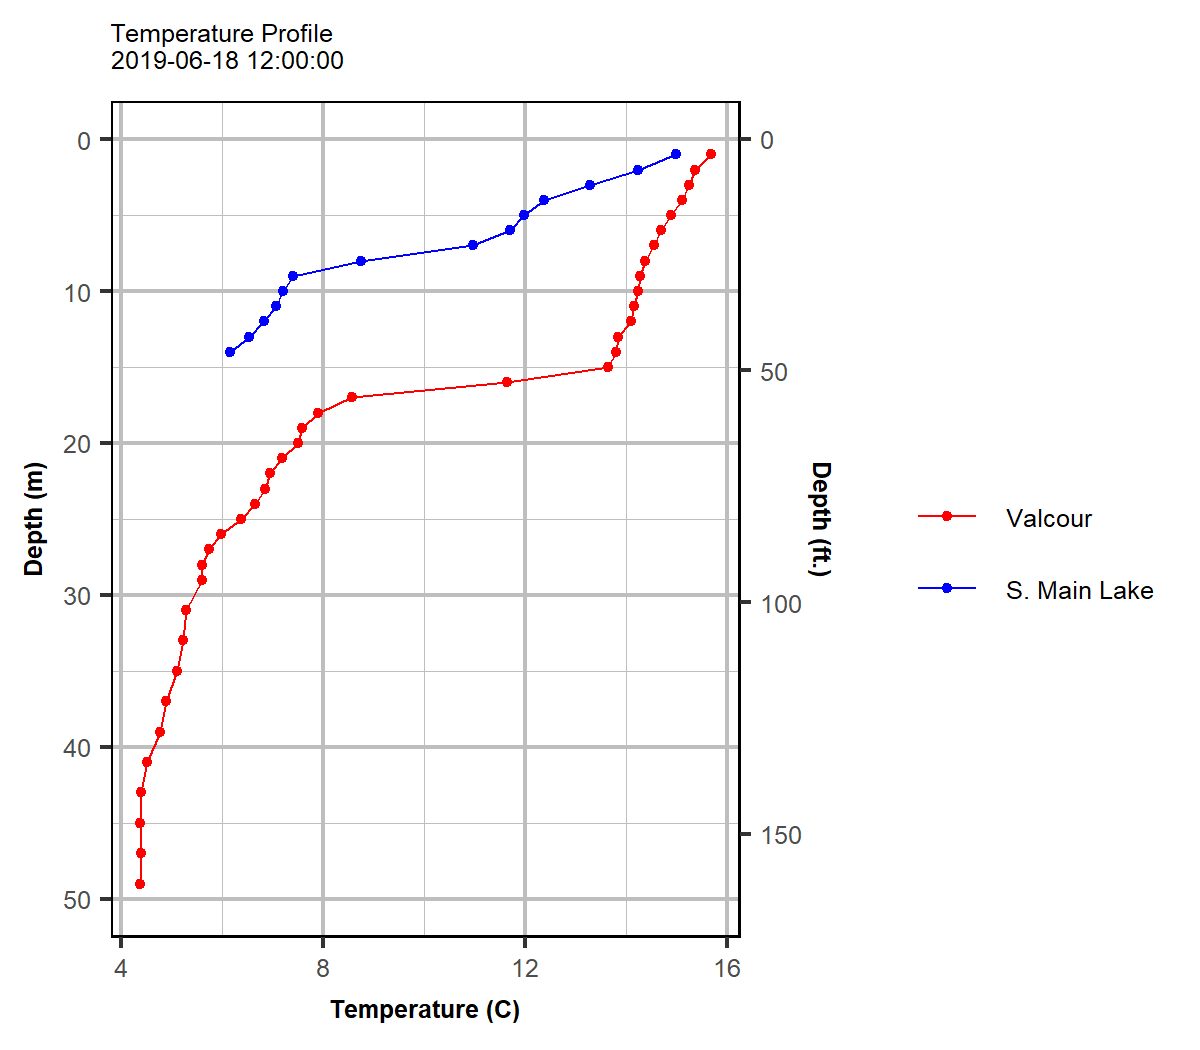 Temperature Profile
2019-06-18 12:00:00
0
10
20
30
40
50
Depth (m)
0
50
100
150
Depth (ft.)
4 8 12 16
Temperature (C)
Valcour
S. Main Lake